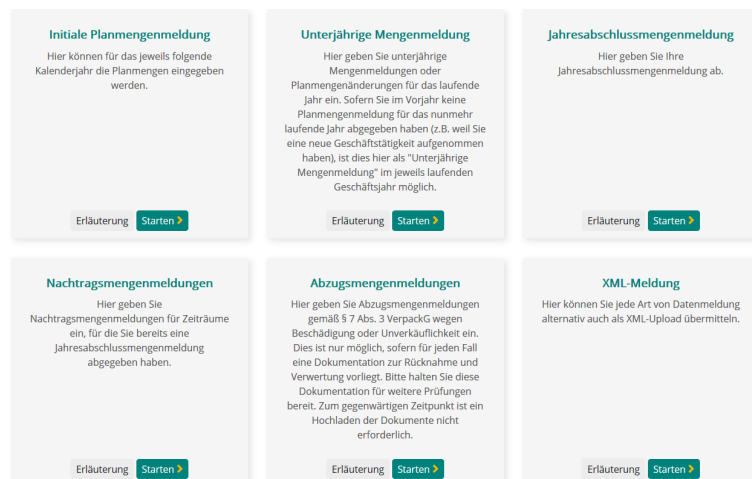 Initiale Planmengenmeldung
Hier können für das jeweils folgende
Kalenderjahr die Planmengen eingegeben
werden.
Erläuterung Starten
Unterjährige Mengenmeldung
Hier geben Sie unterjährige
Mengenmeldungen oder
Planmengenänderungen für das laufende
Jahr ein. Sofern Sie im Vorjahr keine
Planmengenmeldung für das nunmehr
laufende Jahr abgegeben haben (z.B. weil Sie
eine neue Geschäftstätigkeit aufgenommen
haben), ist dies hier als "Unterjährige
Mengenmeldung" im jeweils laufenden
Geschäftsjahr möglich.
Erläuterung Starten
Jahresabschlussmengenmeldung
Hier geben Sie Ihre
Jahresabschlussmengenmeldung ab.
Erläuterung Starten
Nachtragsmengenmeldungen
Hier geben Sie
Nachtragsmengenmeldungen für Zeiträume
ein, für die Sie bereits eine
Jahresabschlussmengenmeldung
abgegeben haben.
Erläuterung Starten
Abzugsmengenmeldungen
Hier geben Sie Abzugsmengenmeldungen
gemäß § 7 Abs. 3 VerpackG wegen
Beschädigung oder Unverkäuflichkeit ein.
Dies ist nur möglich, sofern für jeden Fall
eine Dokumentation zur Rücknahme und
Verwertung vorliegt. Bitte halten Sie diese
Dokumentation für weitere Prüfungen
bereit. Zum gegenwärtigen Zeitpunkt ist ein
Hochladen der Dokumente nicht
erforderlich.
Erläuterung Starten
XML-Meldung
Hier können Sie jede Art von Datenmeldung
alternativ auch als XML-Upload übermitteln.
Erläuterung Starten